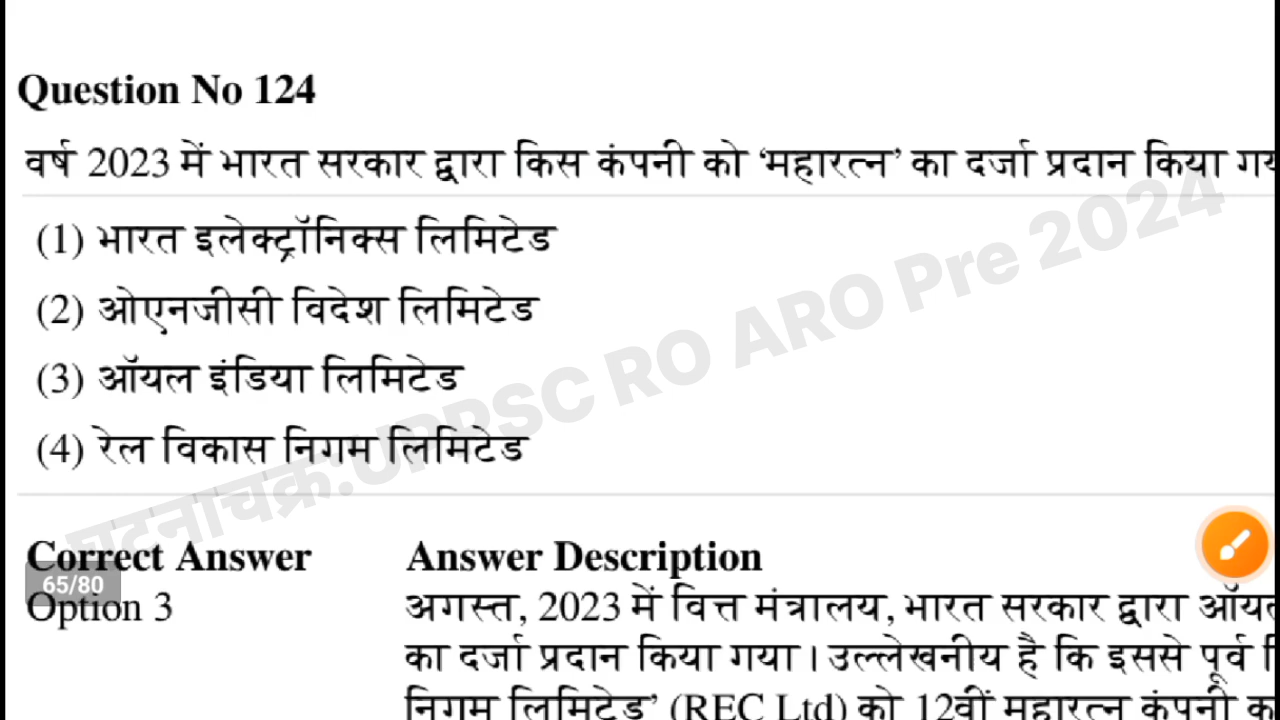 Question No 124
वर्ष 2023 में भारत सरकार द्वारा किस कंपनी को ‘महारत्न’ का दर्जा प्रदान किया
(1) भारत इलेक्ट्रॉनिक्स लिमिटेड
(2) ओएनजीसी विदेश लिमिटेड
(3) ऑयल इंडिया लिमिटेड
(4) रेल विकास निगम लिमिटेड
घटनाचक्र:UPPSC RO ARO Pre 2024
Correct Answer
Answer Description
65/80
Option 3
अगस्त, 2023 में वित्त मंत्रालय, भारत सरकार द्वारा
का दर्जा प्रदान किया गया। उल्लेखनीय है कि इससे पूर्व
निगम लिमिटेड’ (REC Ltd) को 12वीं महारत्न कंपनी